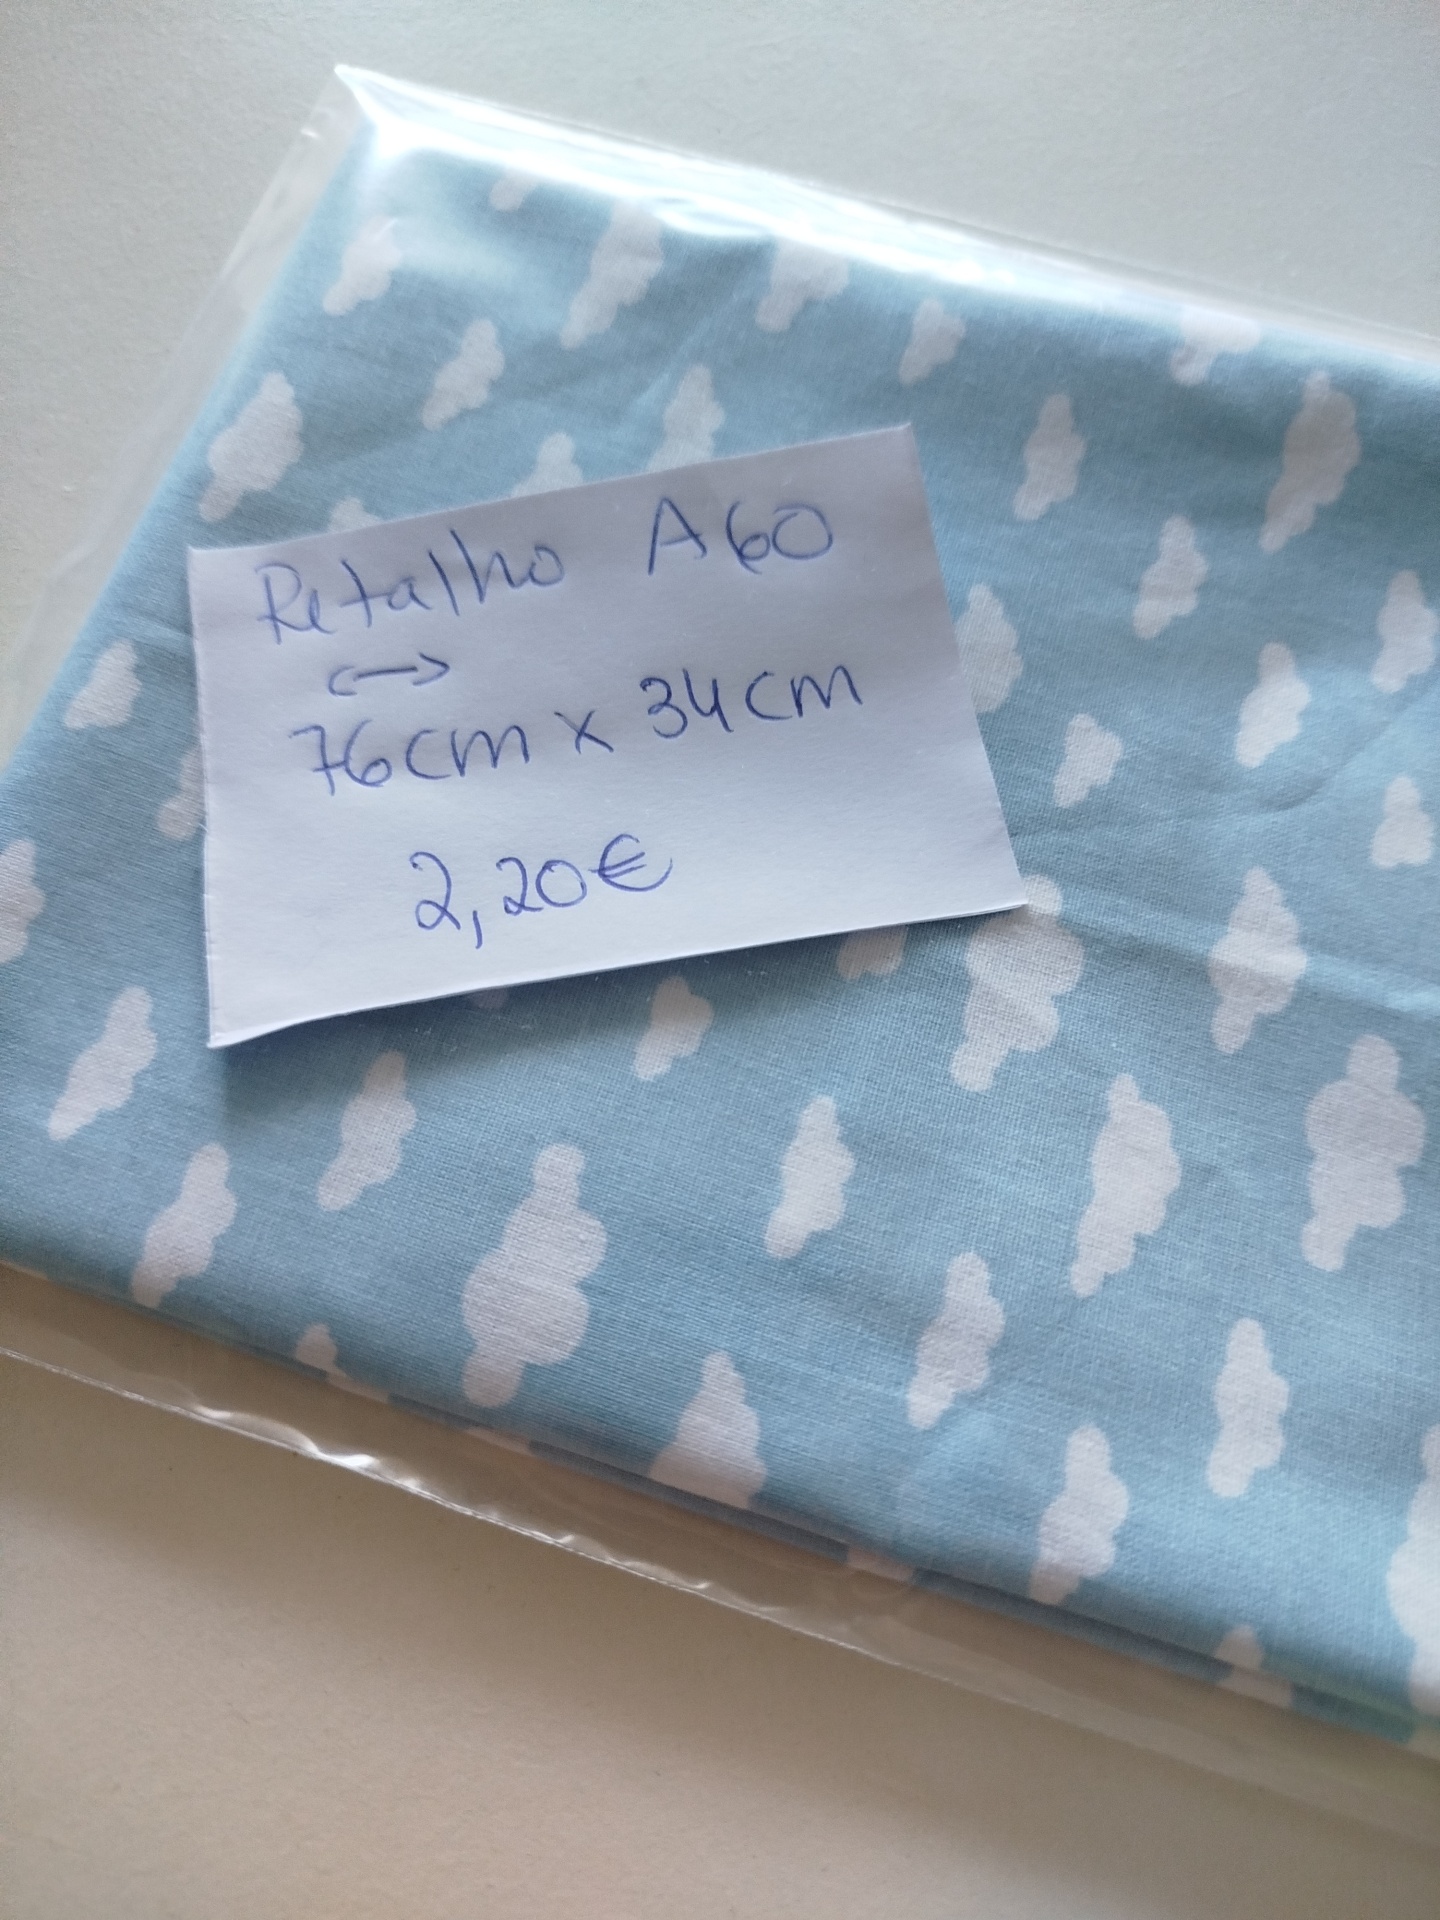 Retalho A60
↔
76cm x 34cm
2,20€